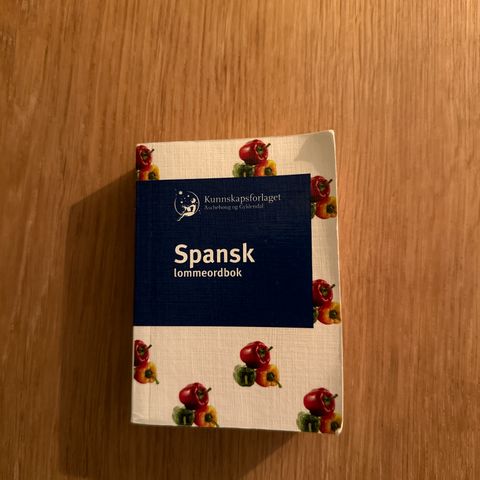 Kunnskapsforlaget
Aschehoug og Gyldendal
Spansk
lommeordbok